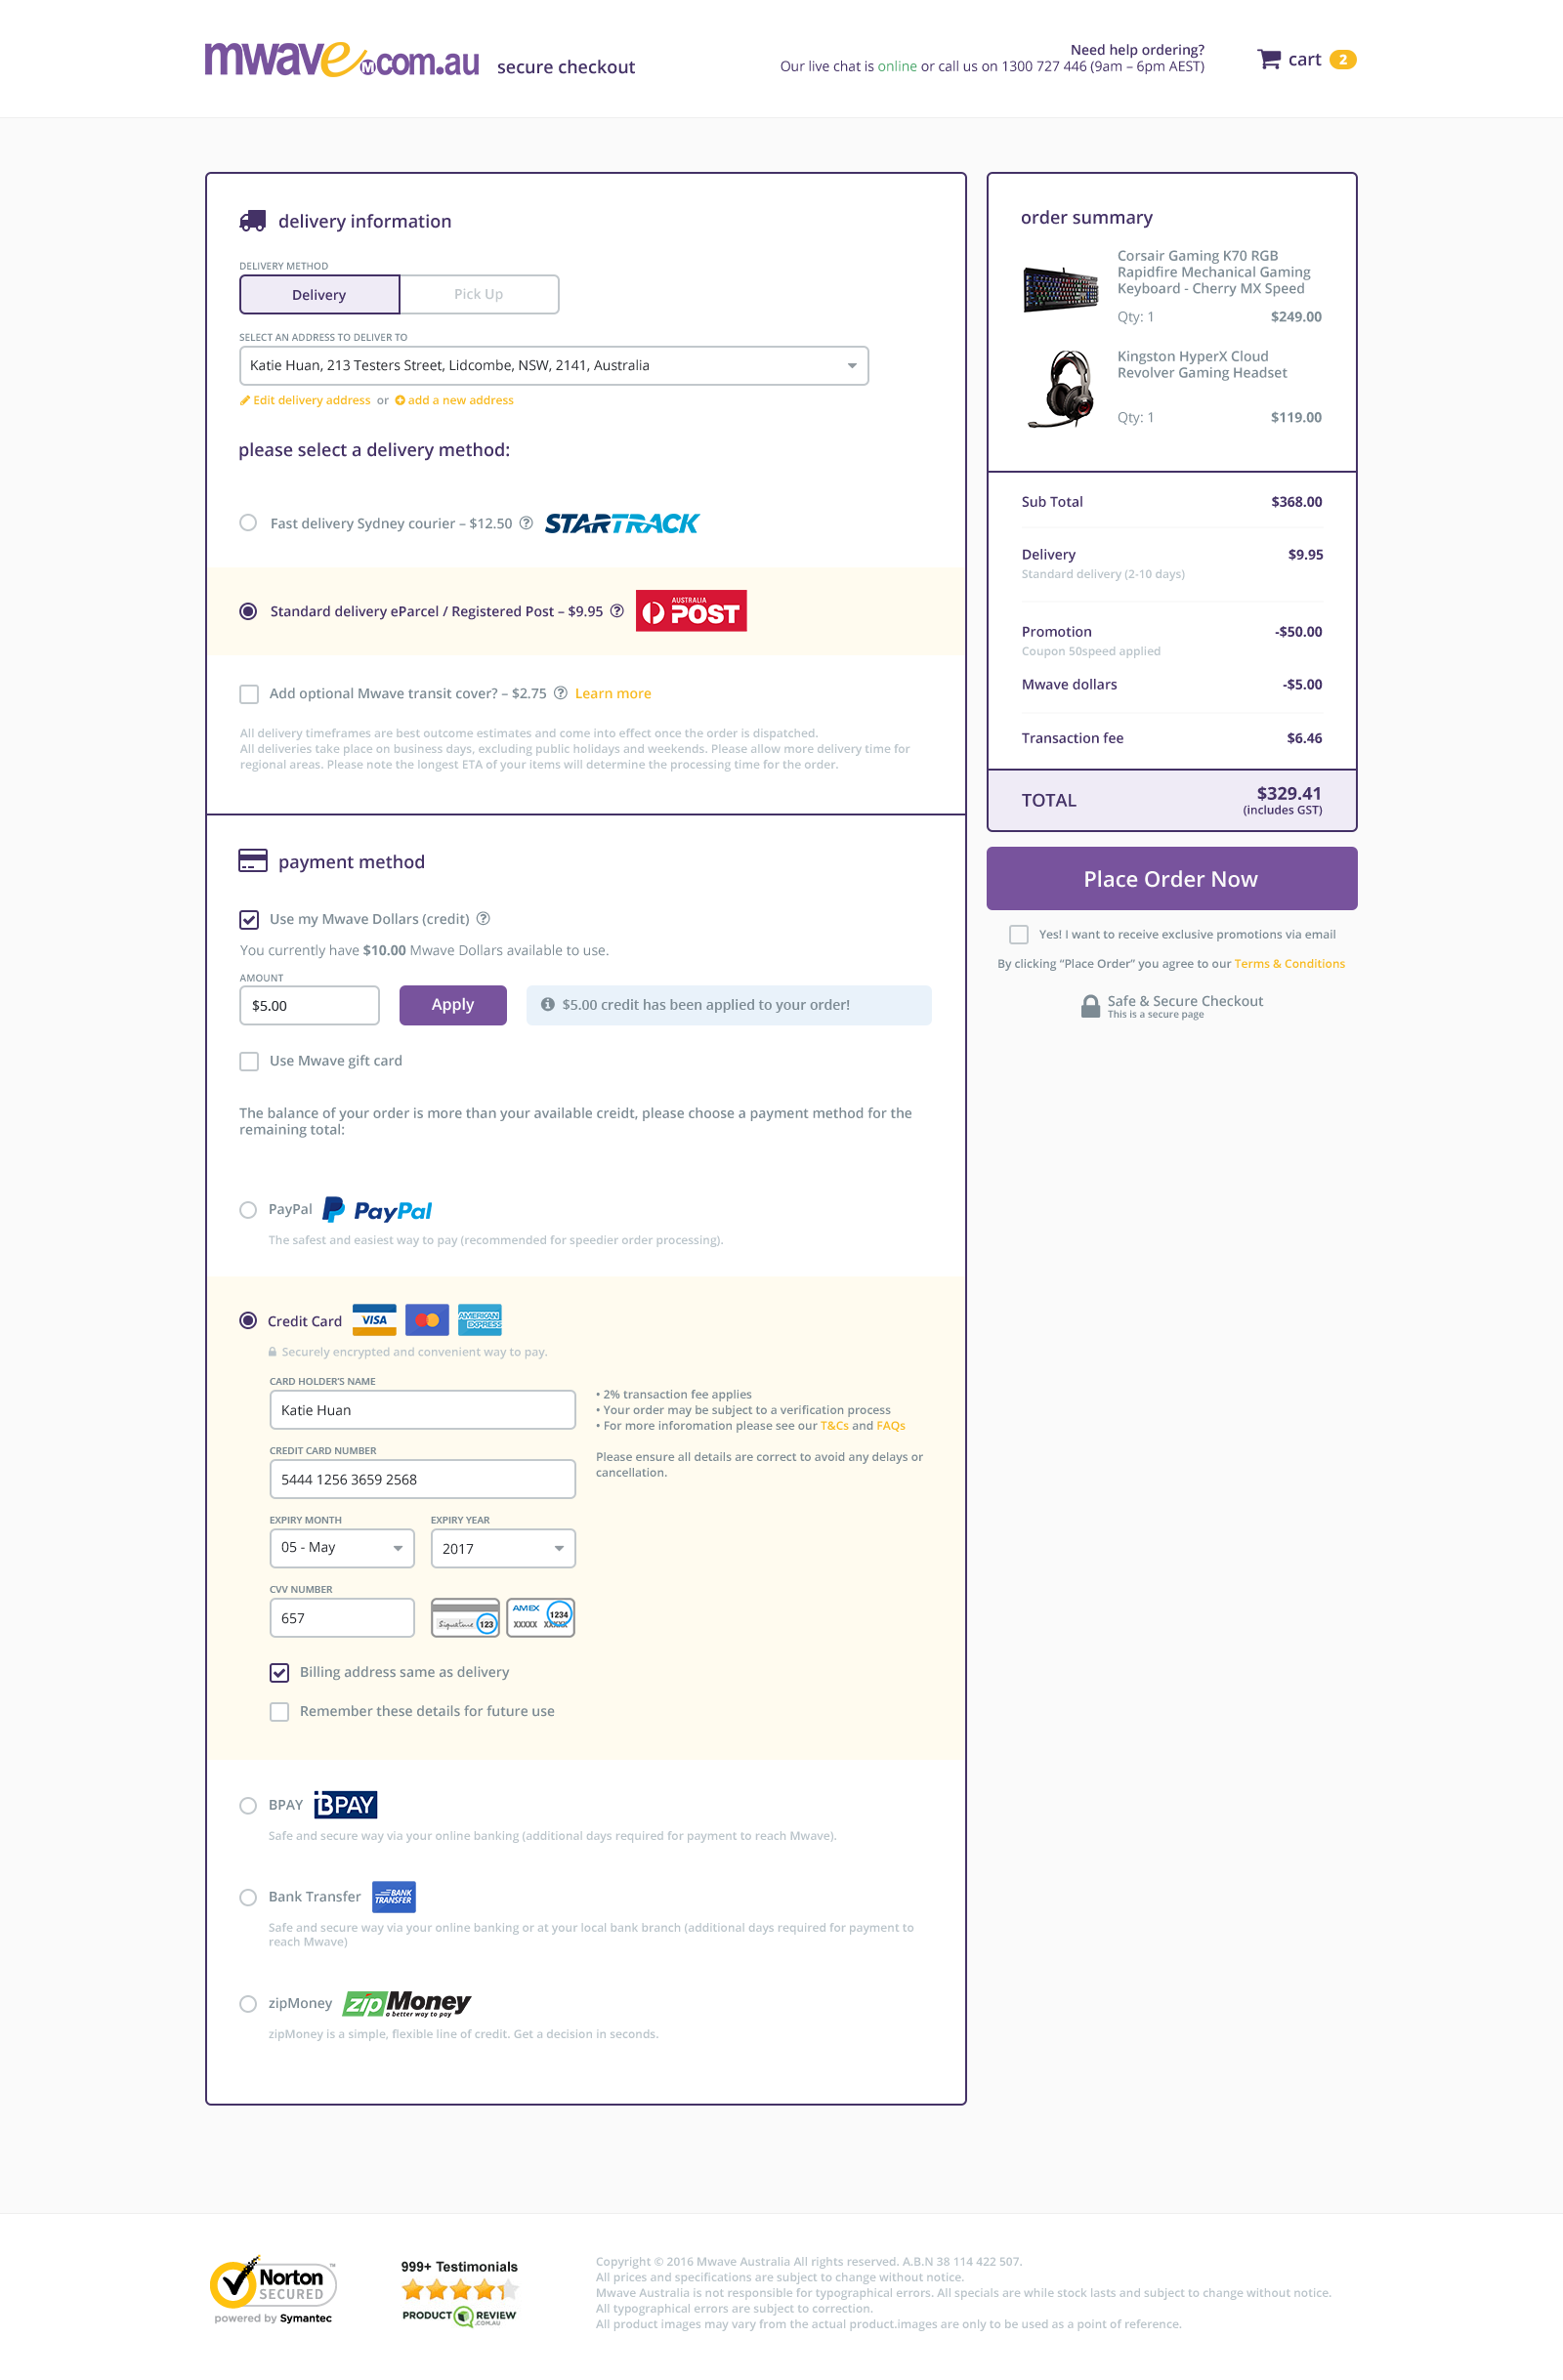 mwave M .com.au secure checkout
Need help ordering?
Our live chat is online or call us on 1300 727 446 (9am – 6pm AEST)
cart 2
delivery information
DELIVERY METHOD
Delivery
Pick Up
SELECT AN ADDRESS TO DELIVER TO
Katie Huan, 213 Testers Street, Lidcombe, NSW, 2141, Australia
Edit delivery address or add a new address
please select a delivery method:
Fast delivery Sydney courier – $12.50 ? STARTRACK
Standard delivery eParcel / Registered Post – $9.95 ? AUSTRALIA POST
Add optional Mwave transit cover? – $2.75 ? Learn more
All delivery timeframes are best outcome estimates and come into effect once the order is dispatched.
All deliveries take place on business days, excluding public holidays and weekends. Please allow more delivery time for
regional areas. Please note the longest ETA of your items will determine the processing time for the order.
payment method
Use my Mwave Dollars (credit) ?
You currently have $10.00 Mwave Dollars available to use.
AMOUNT
$5.00
Apply
$5.00 credit has been applied to your order!
Use Mwave gift card
The balance of your order is more than your available creidt, please choose a payment method for the
remaining total:
PayPal PayPal
The safest and easiest way to pay (recommended for speedier order processing).
Credit Card VISA AMERICAN EXPRESS
Securely encrypted and convenient way to pay.
CARD HOLDER'S NAME
Katie Huan
CREDIT CARD NUMBER
5444 1256 3659 2568
EXPIRY MONTH
05 - May
EXPIRY YEAR
2017
CVV NUMBER
657
Signature 123
AMEX 1234
XXXXX XXXXX
• 2% transaction fee applies
• Your order may be subject to a verification process
• For more inforomation please see our T&Cs and FAQs
Please ensure all details are correct to avoid any delays or
cancellation.
Billing address same as delivery
Remember these details for future use
BPAY BPAY
Safe and secure way via your online banking (additional days required for payment to reach Mwave).
Bank Transfer BANK TRANSFER
Safe and secure way via your online banking or at your local bank branch (additional days required for payment to
reach Mwave)
zipMoney zipMoney
a better way to pay
zipMoney is a simple, flexible line of credit. Get a decision in seconds.
order summary
Corsair Gaming K70 RGB
Rapidfire Mechanical Gaming
Keyboard - Cherry MX Speed
Qty: 1 $249.00
Kingston HyperX Cloud
Revolver Gaming Headset
Qty: 1 $119.00
Sub Total $368.00
Delivery $9.95
Standard delivery (2-10 days)
Promotion -$50.00
Coupon 50speed applied
Mwave dollars -$5.00
Transaction fee $6.46
TOTAL $329.41
(includes GST)
Place Order Now
Yes! I want to receive exclusive promotions via email
By clicking "Place Order" you agree to our Terms & Conditions
Safe & Secure Checkout
This is a secure page
Norton
SECURED
powered by Symantec
999+ Testimonials
PRODUCT REVIEW
.COM.AU
Copyright © 2016 Mwave Australia All rights reserved. A.B.N 38 114 422 507.
All prices and specifications are subject to change without notice.
Mwave Australia is not responsible for typographical errors. All specials are while stock lasts and subject to change without notice.
All typographical errors are subject to correction.
All product images may vary from the actual product.images are only to be used as a point of reference.